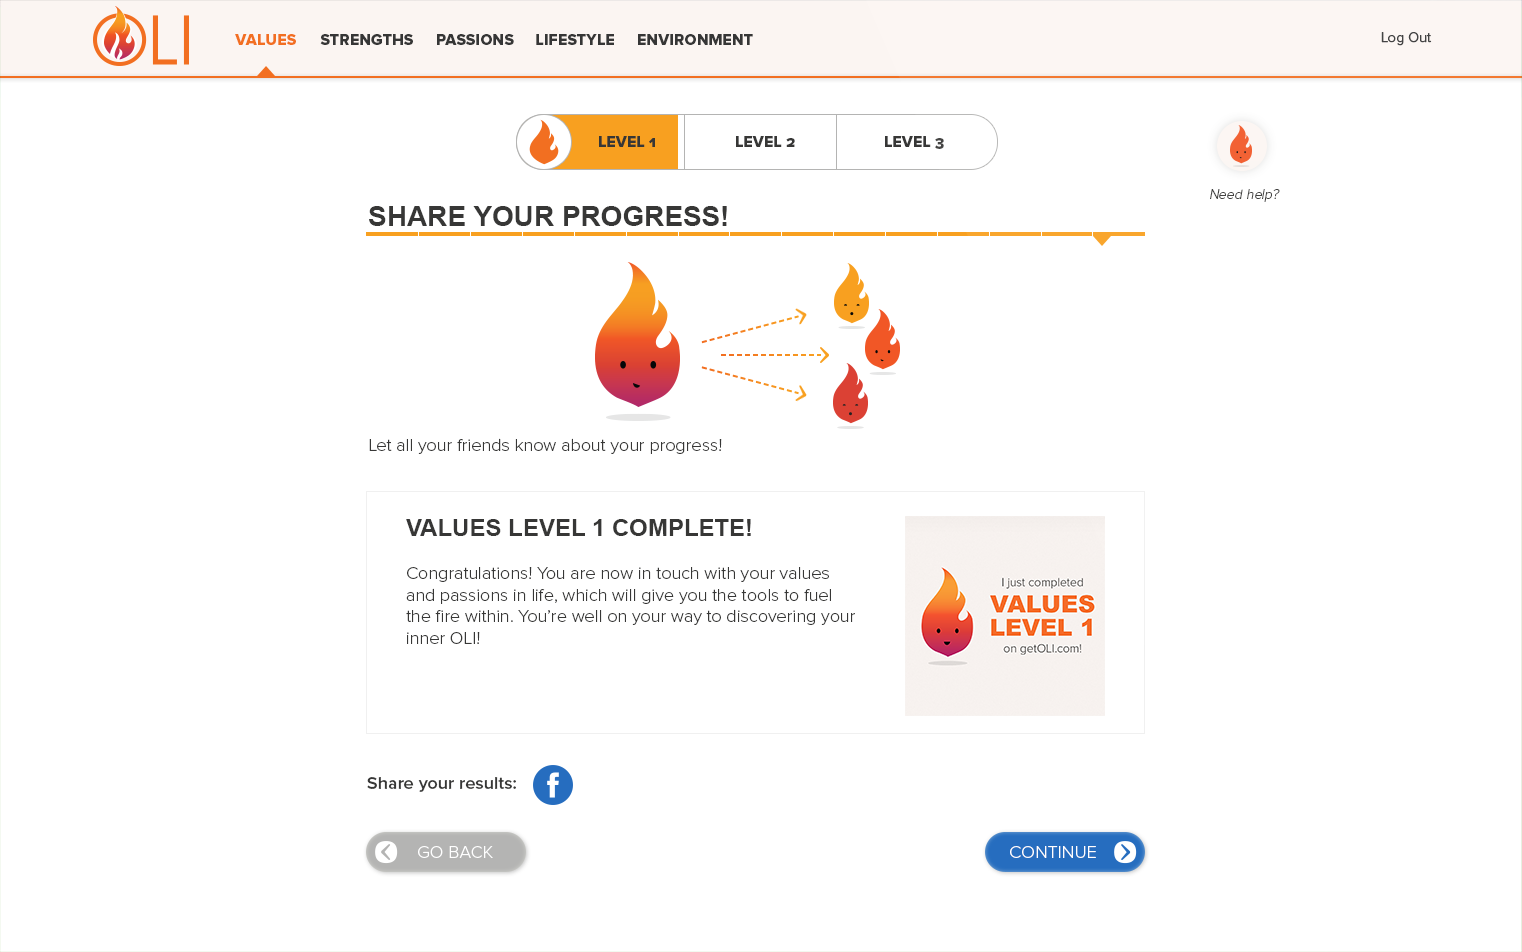 OLI
VALUES STRENGTHS PASSIONS LIFESTYLE ENVIRONMENT
Log Out
LEVEL 1 LEVEL 2 LEVEL 3
Need help?
SHARE YOUR PROGRESS!
Let all your friends know about your progress!
VALUES LEVEL 1 COMPLETE!
Congratulations! You are now in touch with your values
and passions in life, which will give you the tools to fuel
the fire within. You’re well on your way to discovering your
inner OLI!
I just completed
VALUES
LEVEL 1
on getOLI.com!
Share your results:
f
GO BACK
CONTINUE